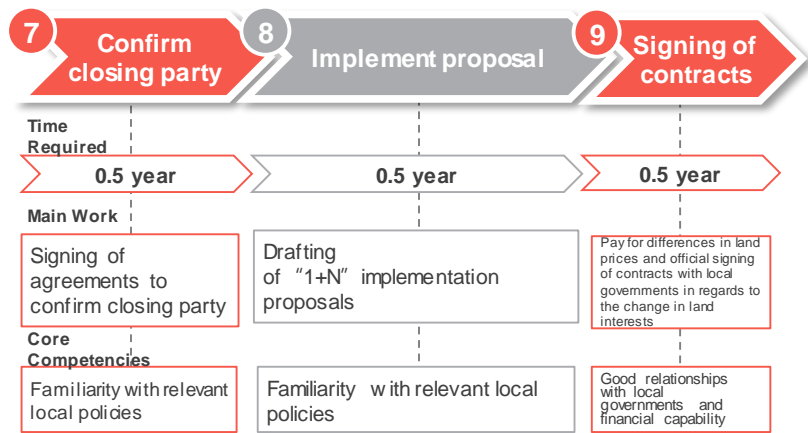 7
Confirm
closing party
8
Implement proposal
9
Signing of
contracts
Time
Required
0.5 year
0.5 year
0.5 year
Main Work
Signing of
agreements to
confirm closing party
Drafting
of “1+N” implementation
proposals
Pay for differences in land
prices and official signing
of contracts with local
governments in regards to
the change in land
interests
Core
Competencies
Familiarity with relevant
local policies
Familiarity with relevant local
policies
Good relationships
with local
governments and
financial capability